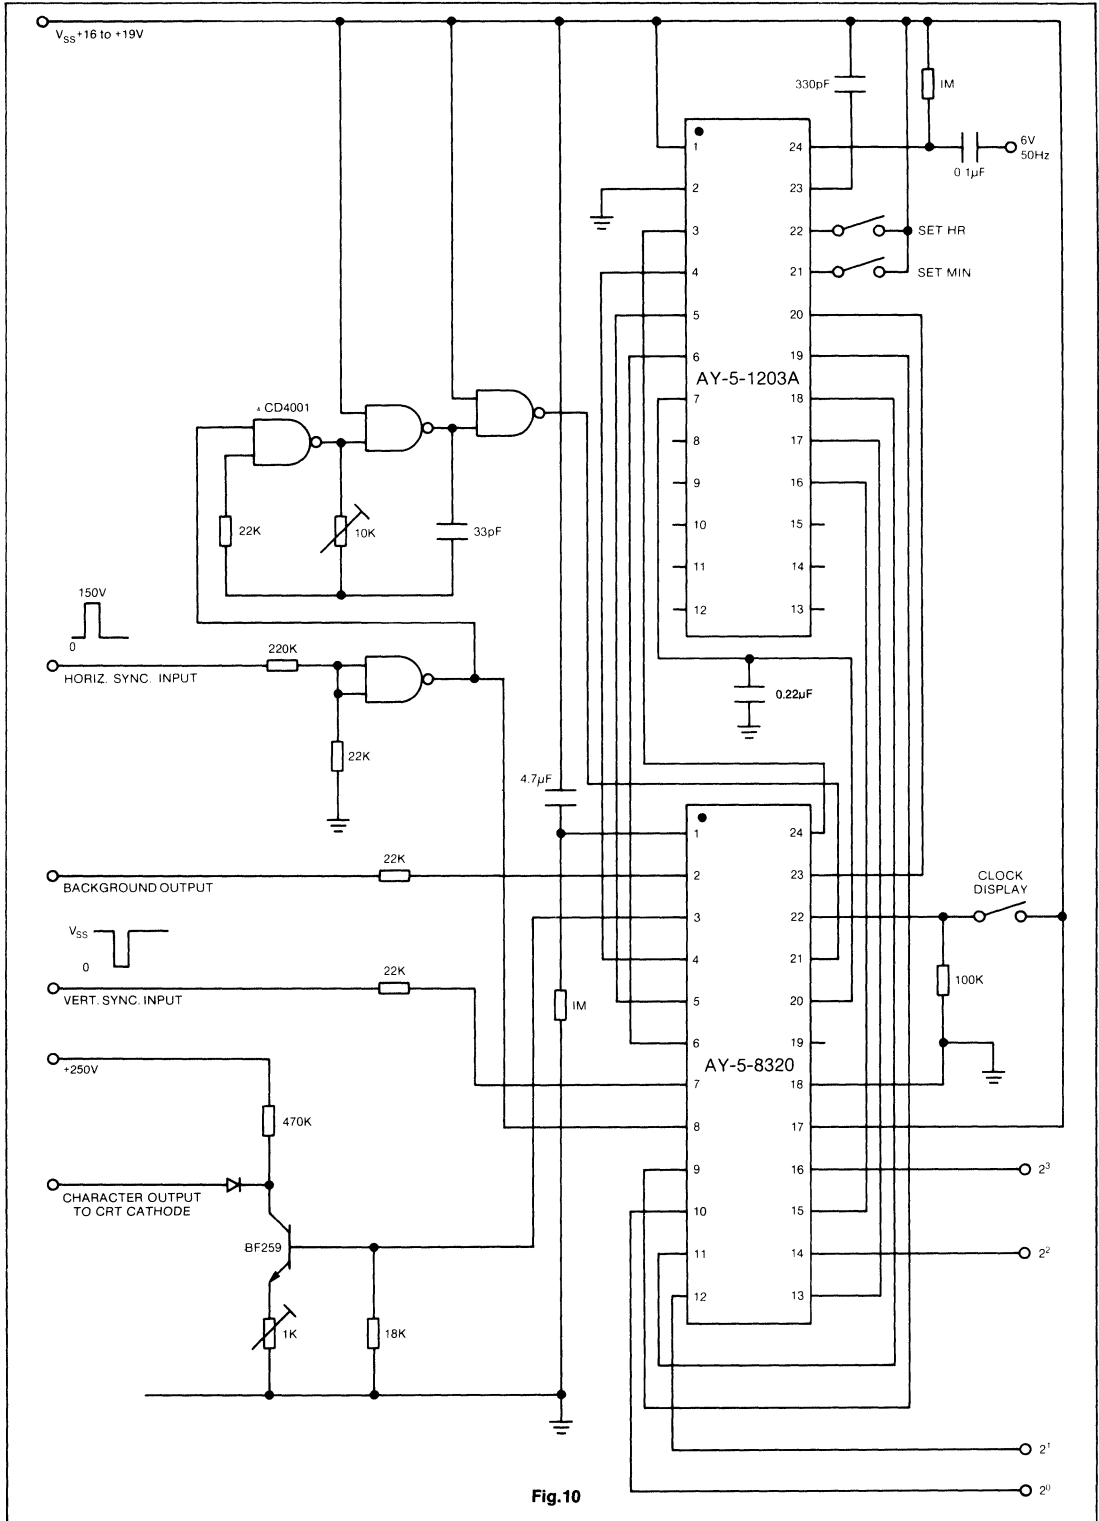 V_SS +16 to +19V
330pF
1M
6V
50Hz
0 1µF
1
2
3
4
5
6
7
8
9
10
11
12
24
23
22
21
20
19
18
17
16
15
14
13
SET HR
SET MIN
AY-5-1203A
CD4001
22K
10K
33pF
150V
0
220K
HORIZ. SYNC. INPUT
22K
0.22µF
4.7µF
22K
BACKGROUND OUTPUT
V_SS
0
22K
VERT. SYNC. INPUT
1M
+250V
470K
CHARACTER OUTPUT
TO CRT CATHODE
BF259
1K
18K
1
2
3
4
5
6
7
8
9
10
11
12
24
23
22
21
20
19
18
17
16
15
14
13
AY-5-8320
CLOCK
DISPLAY
100K
2³
2²
2¹
2⁰
Fig.10